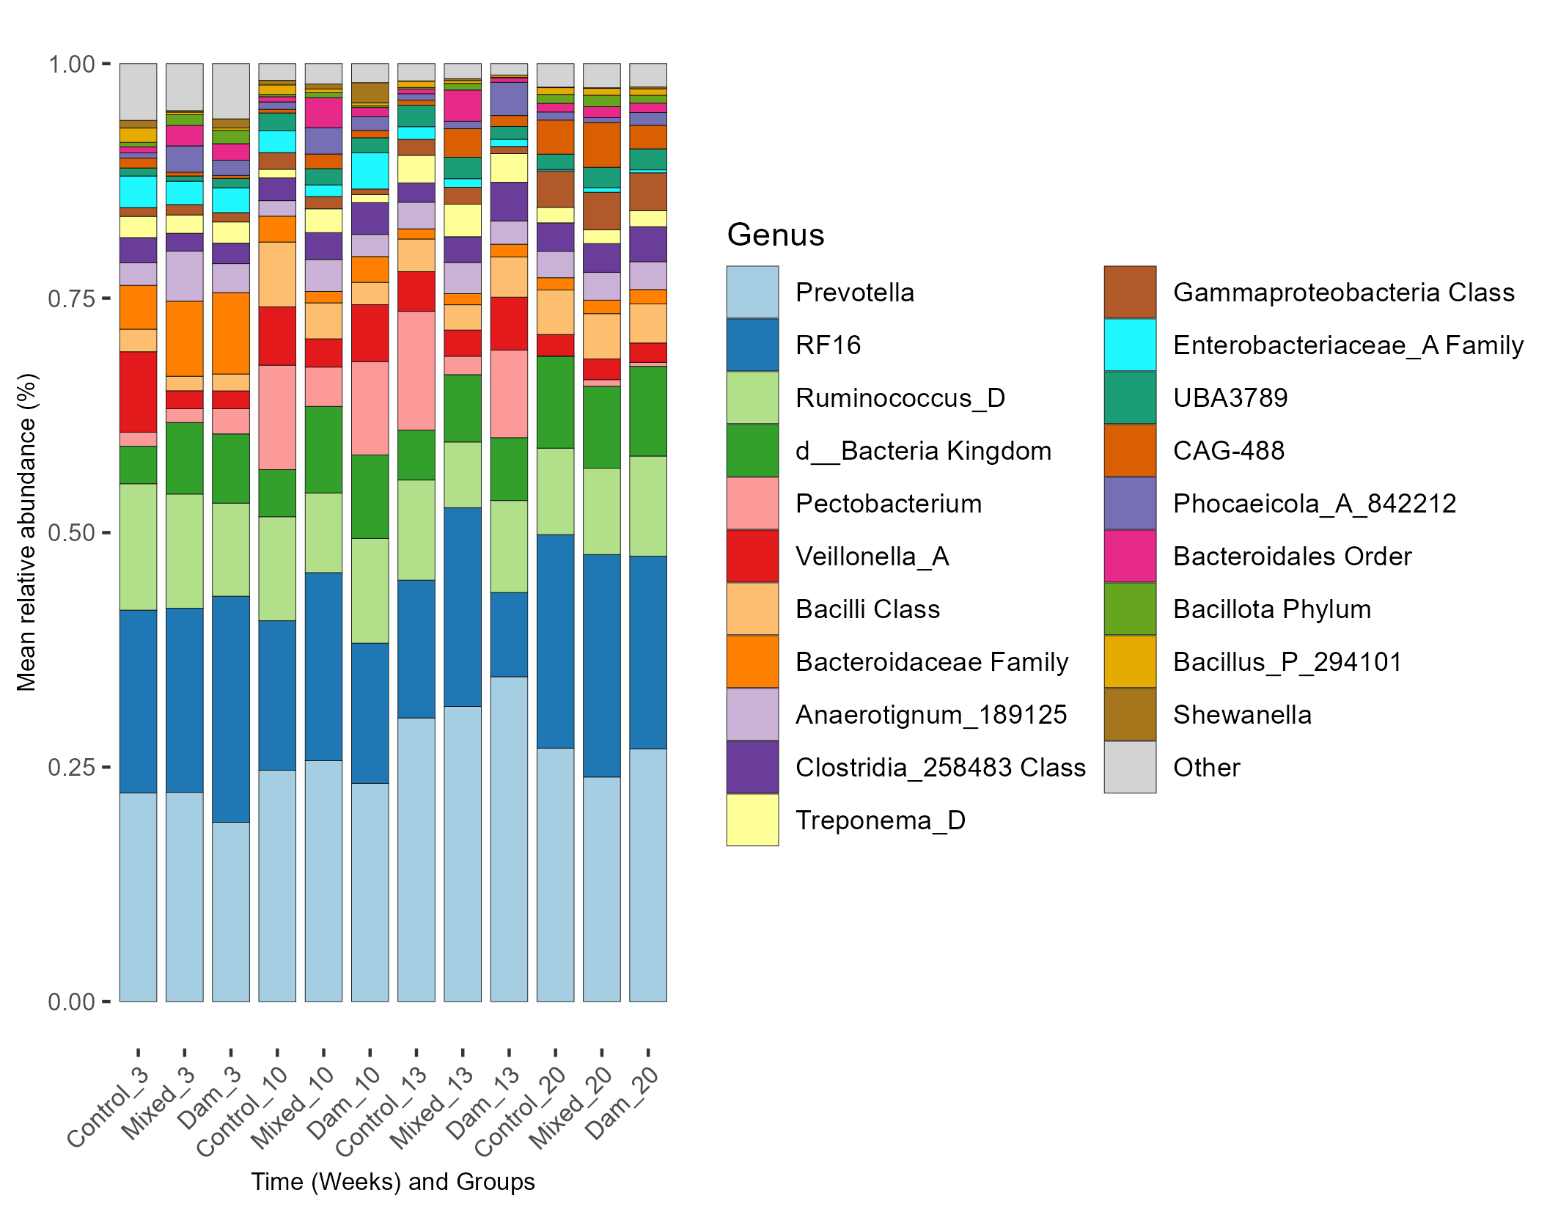 1.00
0.75
0.50
0.25
0.00
Mean relative abundance (%)
Control_3
Mixed_3
Dam_3
Control_10
Mixed_10
Dam_10
Control_13
Mixed_13
Dam_13
Control_20
Mixed_20
Dam_20
Time (Weeks) and Groups
Genus
Prevotella
RF16
Ruminococcus_D
d__Bacteria Kingdom
Pectobacterium
Veillonella_A
Bacilli Class
Bacteroidaceae Family
Anaerotignum_189125
Clostridia_258483 Class
Treponema_D
Gammaproteobacteria Class
Enterobacteriaceae_A Family
UBA3789
CAG-488
Phocaeicola_A_842212
Bacteroidales Order
Bacillota Phylum
Bacillus_P_294101
Shewanella
Other